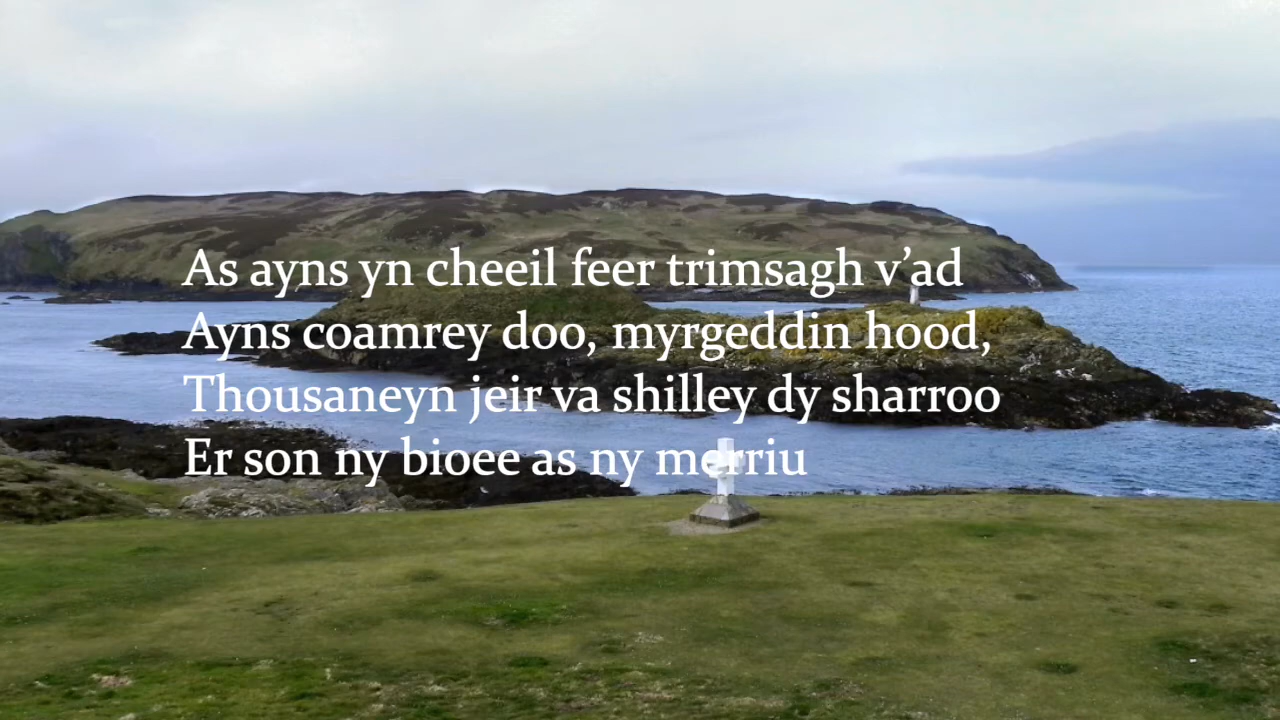 As ayns yn cheeil feer trimsagh v’ad
Ayns coamrey doo, myrgeddin hood,
Thousaneyn jeir va shilley dy sharroo
Er son ny bioee as ny merriu